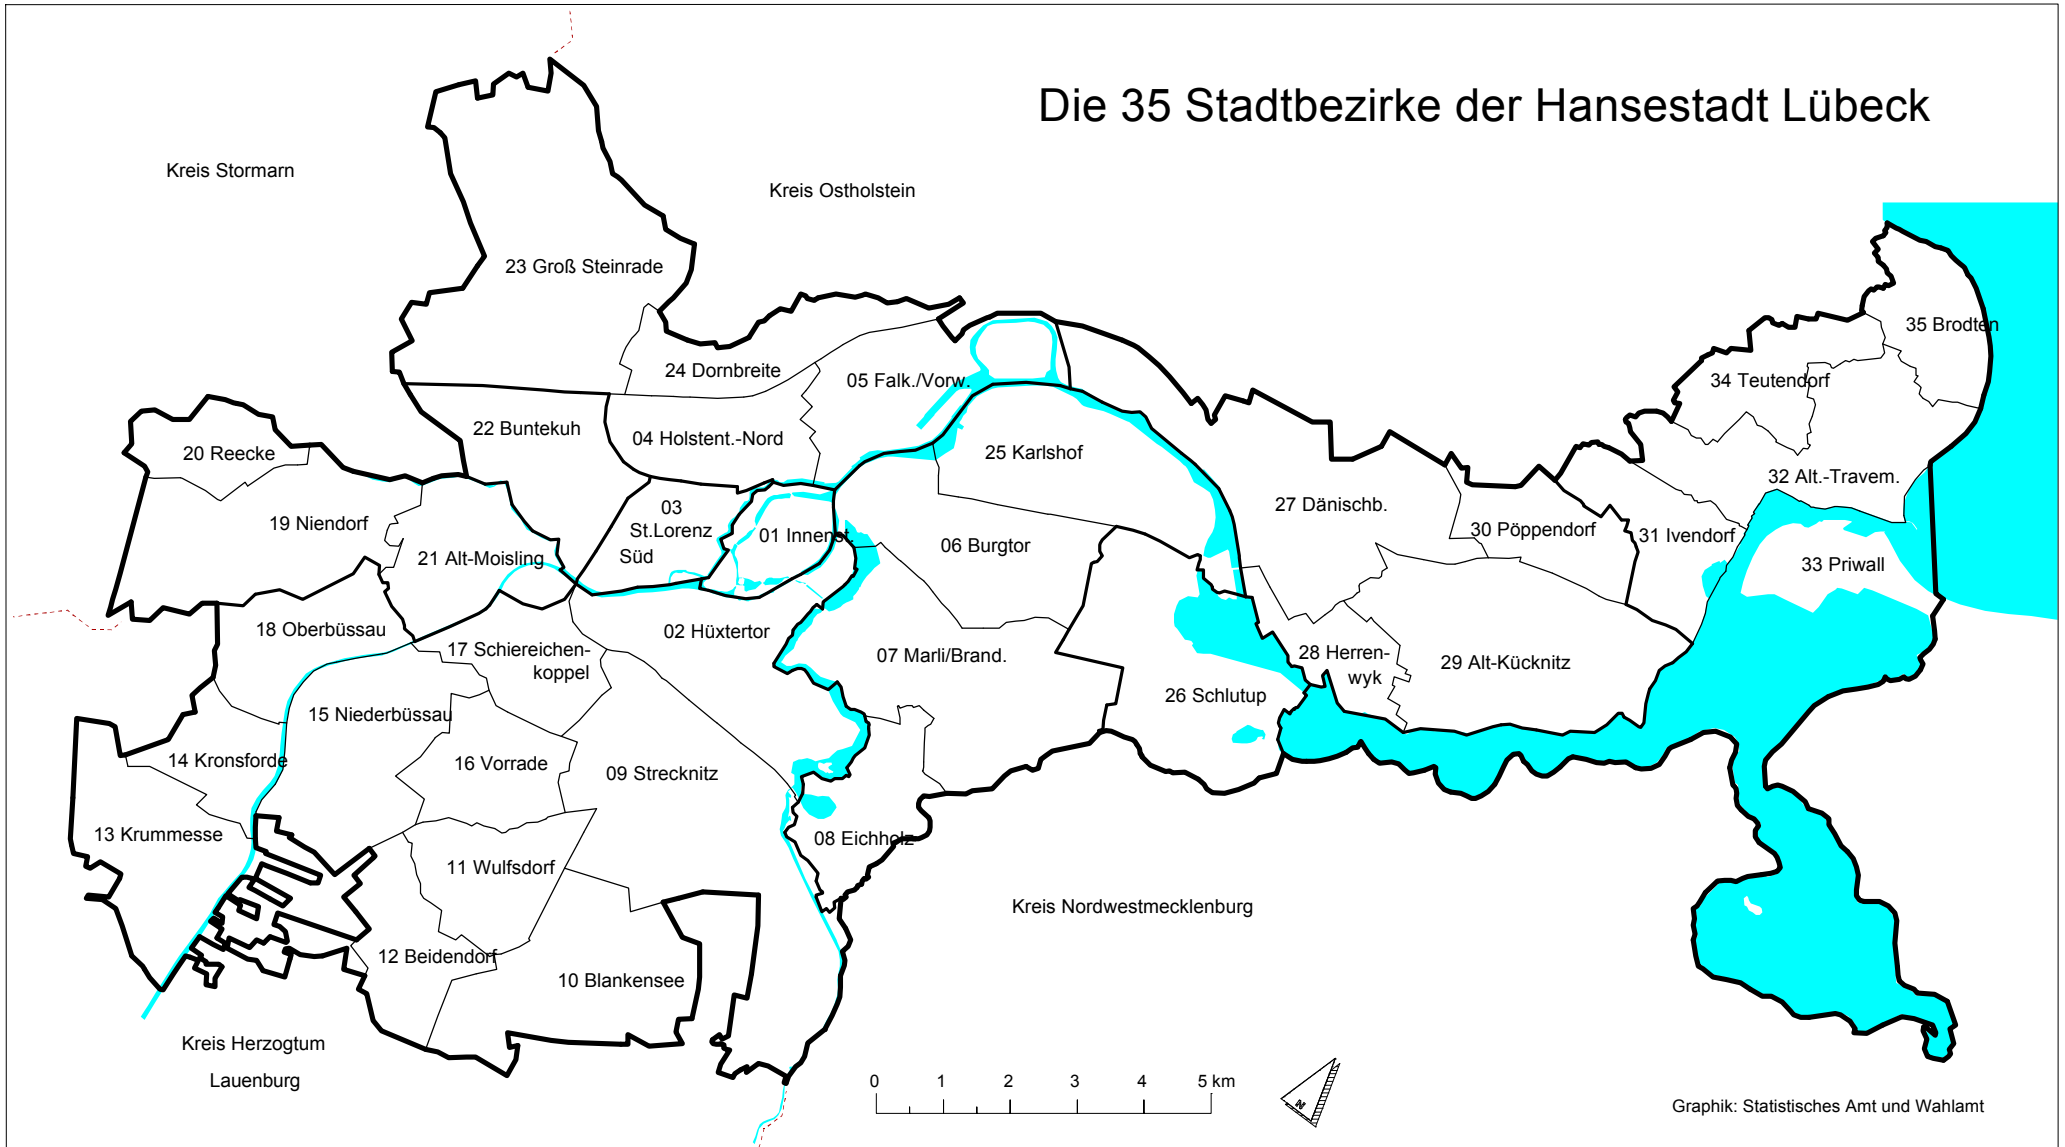 Die 35 Stadtbezirke der Hansestadt Lübeck
Kreis Stormarn
Kreis Ostholstein
23 Groß Steinrade
35 Brodten
24 Dornbreite
05 Falk./Vorw.
34 Teutendorf
22 Buntekuh
04 Holstent.-Nord
20 Reecke
25 Karlshof
32 Alt.-Travem.
19 Niendorf
03
St.Lorenz
Süd
01 Innenst.
27 Dänischb.
30 Pöppendorf
31 Ivendorf
21 Alt-Moisling
06 Burgtor
33 Priwall
18 Oberbüssau
17 Schiereichen-
koppel
02 Hüxtertor
07 Marli/Brand.
28 Herren-
wyk
29 Alt-Kücknitz
26 Schlutup
15 Niederbüssau
14 Kronsforde
16 Vorrade
09 Strecknitz
13 Krummesse
08 Eichholz
11 Wulfsdorf
Kreis Nordwestmecklenburg
12 Beidendorf
10 Blankensee
Kreis Herzogtum
Lauenburg
0 1 2 3 4 5 km
N
Graphik: Statistisches Amt und Wahlamt